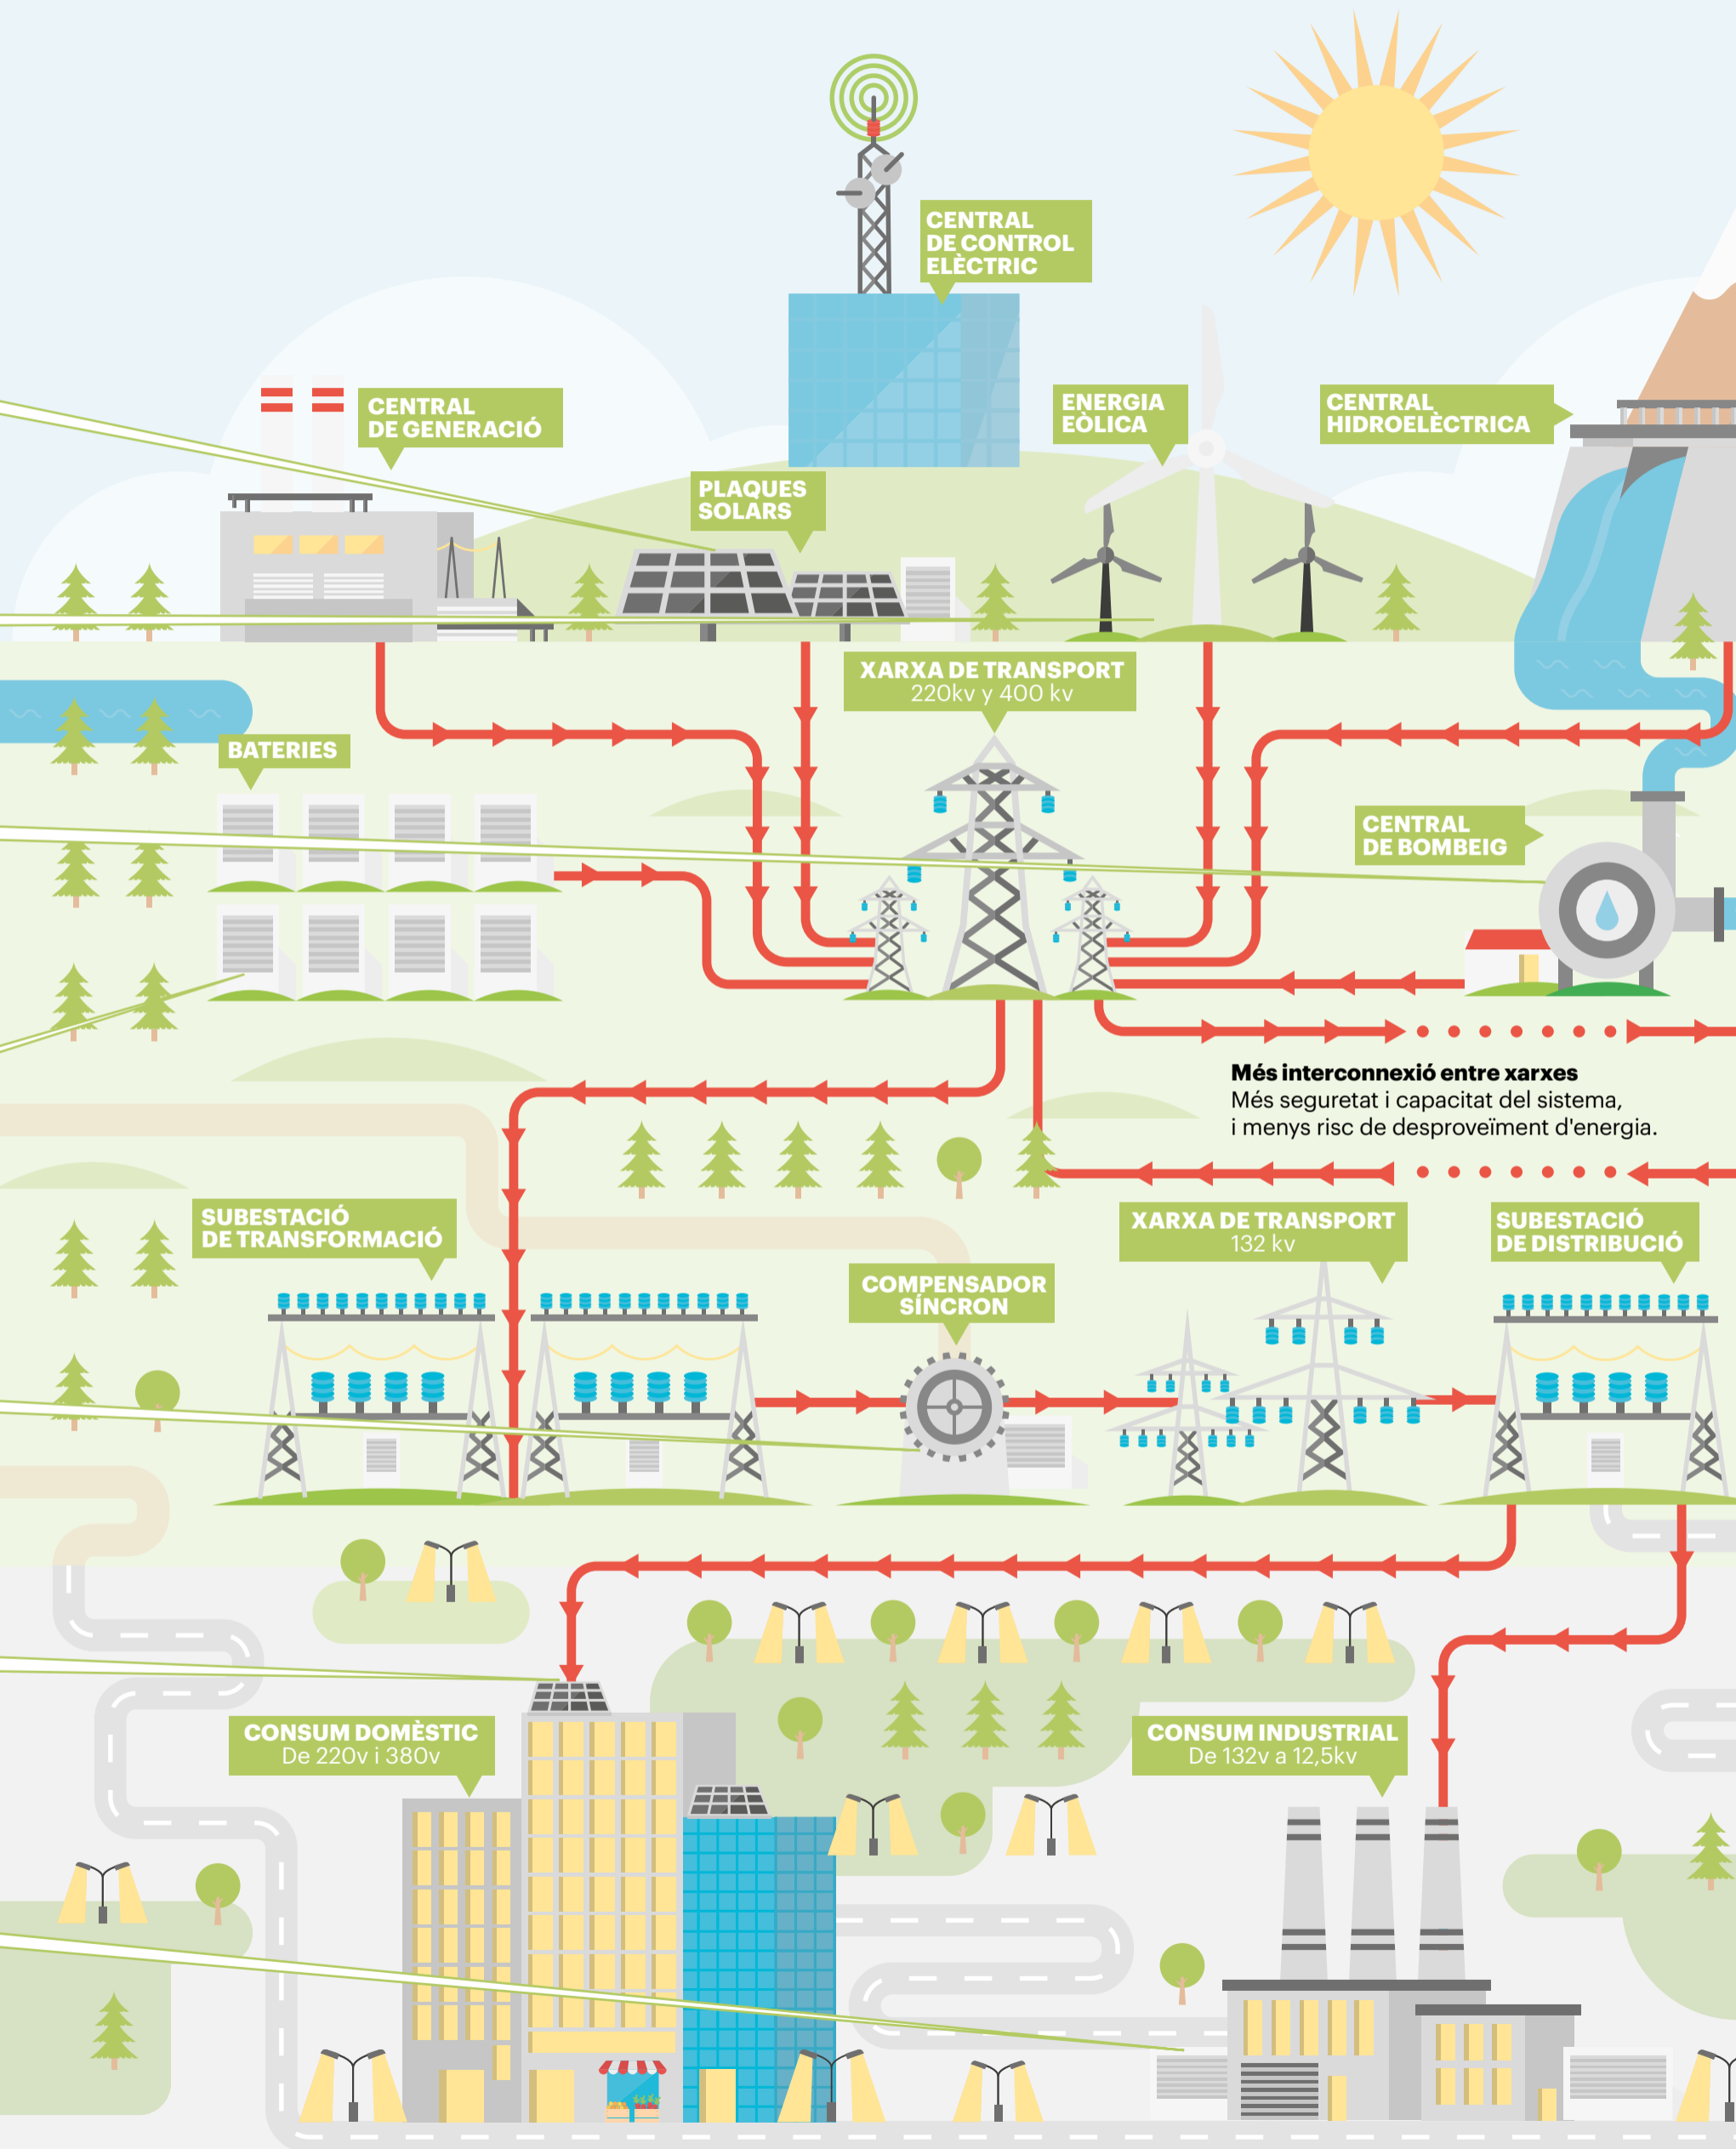 CENTRAL
DE CONTROL
ELÈCTRIC
CENTRAL
DE GENERACIÓ
ENERGIA
EÒLICA
CENTRAL
HIDROELÈCTRICA
PLAQUES
SOLARS
XARXA DE TRANSPORT
220kv y 400 kv
BATERIES
CENTRAL
DE BOMBEIG
Més interconnexió entre xarxes
Més seguretat i capacitat del sistema,
i menys risc de desproveïment d'energia.
SUBESTACIÓ
DE TRANSFORMACIÓ
XARXA DE TRANSPORT
132 kv
SUBESTACIÓ
DE DISTRIBUCIÓ
COMPENSADOR
SÍNCRON
CONSUM DOMÈSTIC
De 220v i 380v
CONSUM INDUSTRIAL
De 132v a 12,5kv